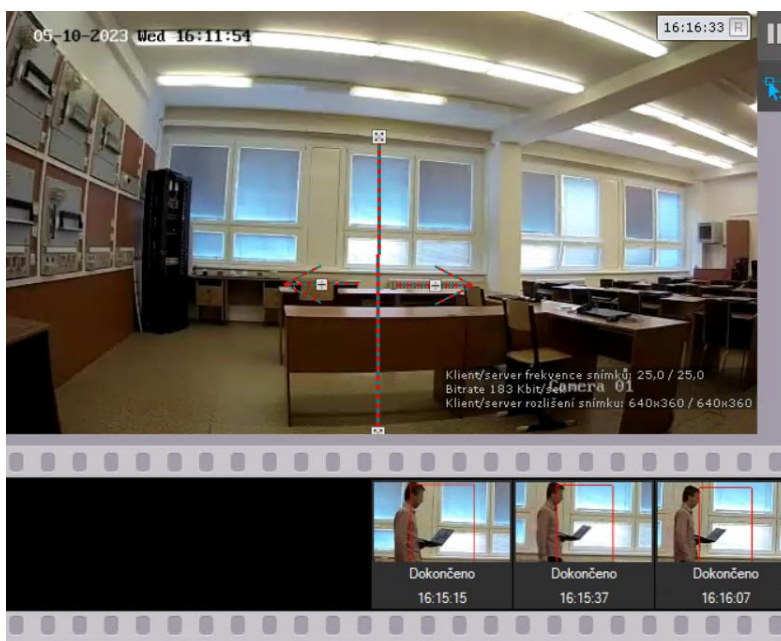 05-10-2023 Wed 16:11:54
16:16:33 R
Klient/server frekvence snímků: 25,0 / 25,0
Bitrate 183 Kbit/sek
Camera 01
Klient/server rozlišení snímku: 640x360 / 640x360
Dokončeno
16:15:15
Dokončeno
16:15:37
Dokončeno
16:16:07